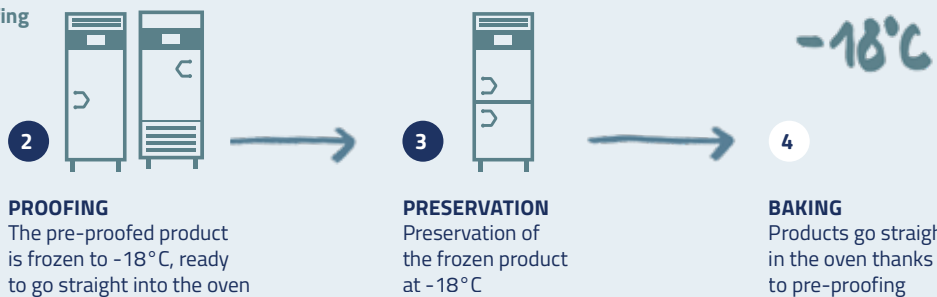 ing
-18°C
2
PROOFING
The pre-proofed product
is frozen to -18°C, ready
to go straight into the oven
3
PRESERVATION
Preservation of
the frozen product
at -18°C
4
BAKING
Products go straigh
in the oven thanks
to pre-proofing